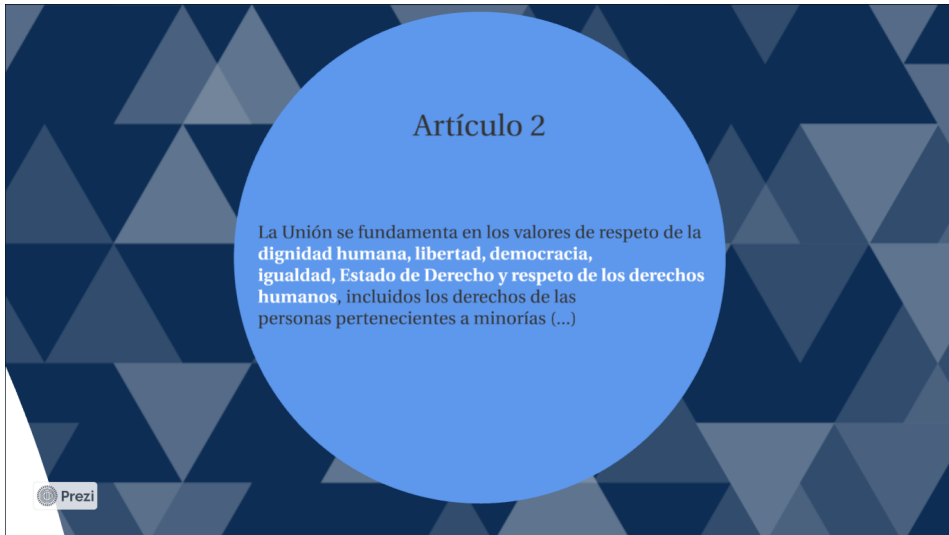 Artículo 2
La Unión se fundamenta en los valores de respeto de la
dignidad humana, libertad, democracia,
igualdad, Estado de Derecho y respeto de los derechos
humanos, incluidos los derechos de las
personas pertenecientes a minorías (...)
Prezi